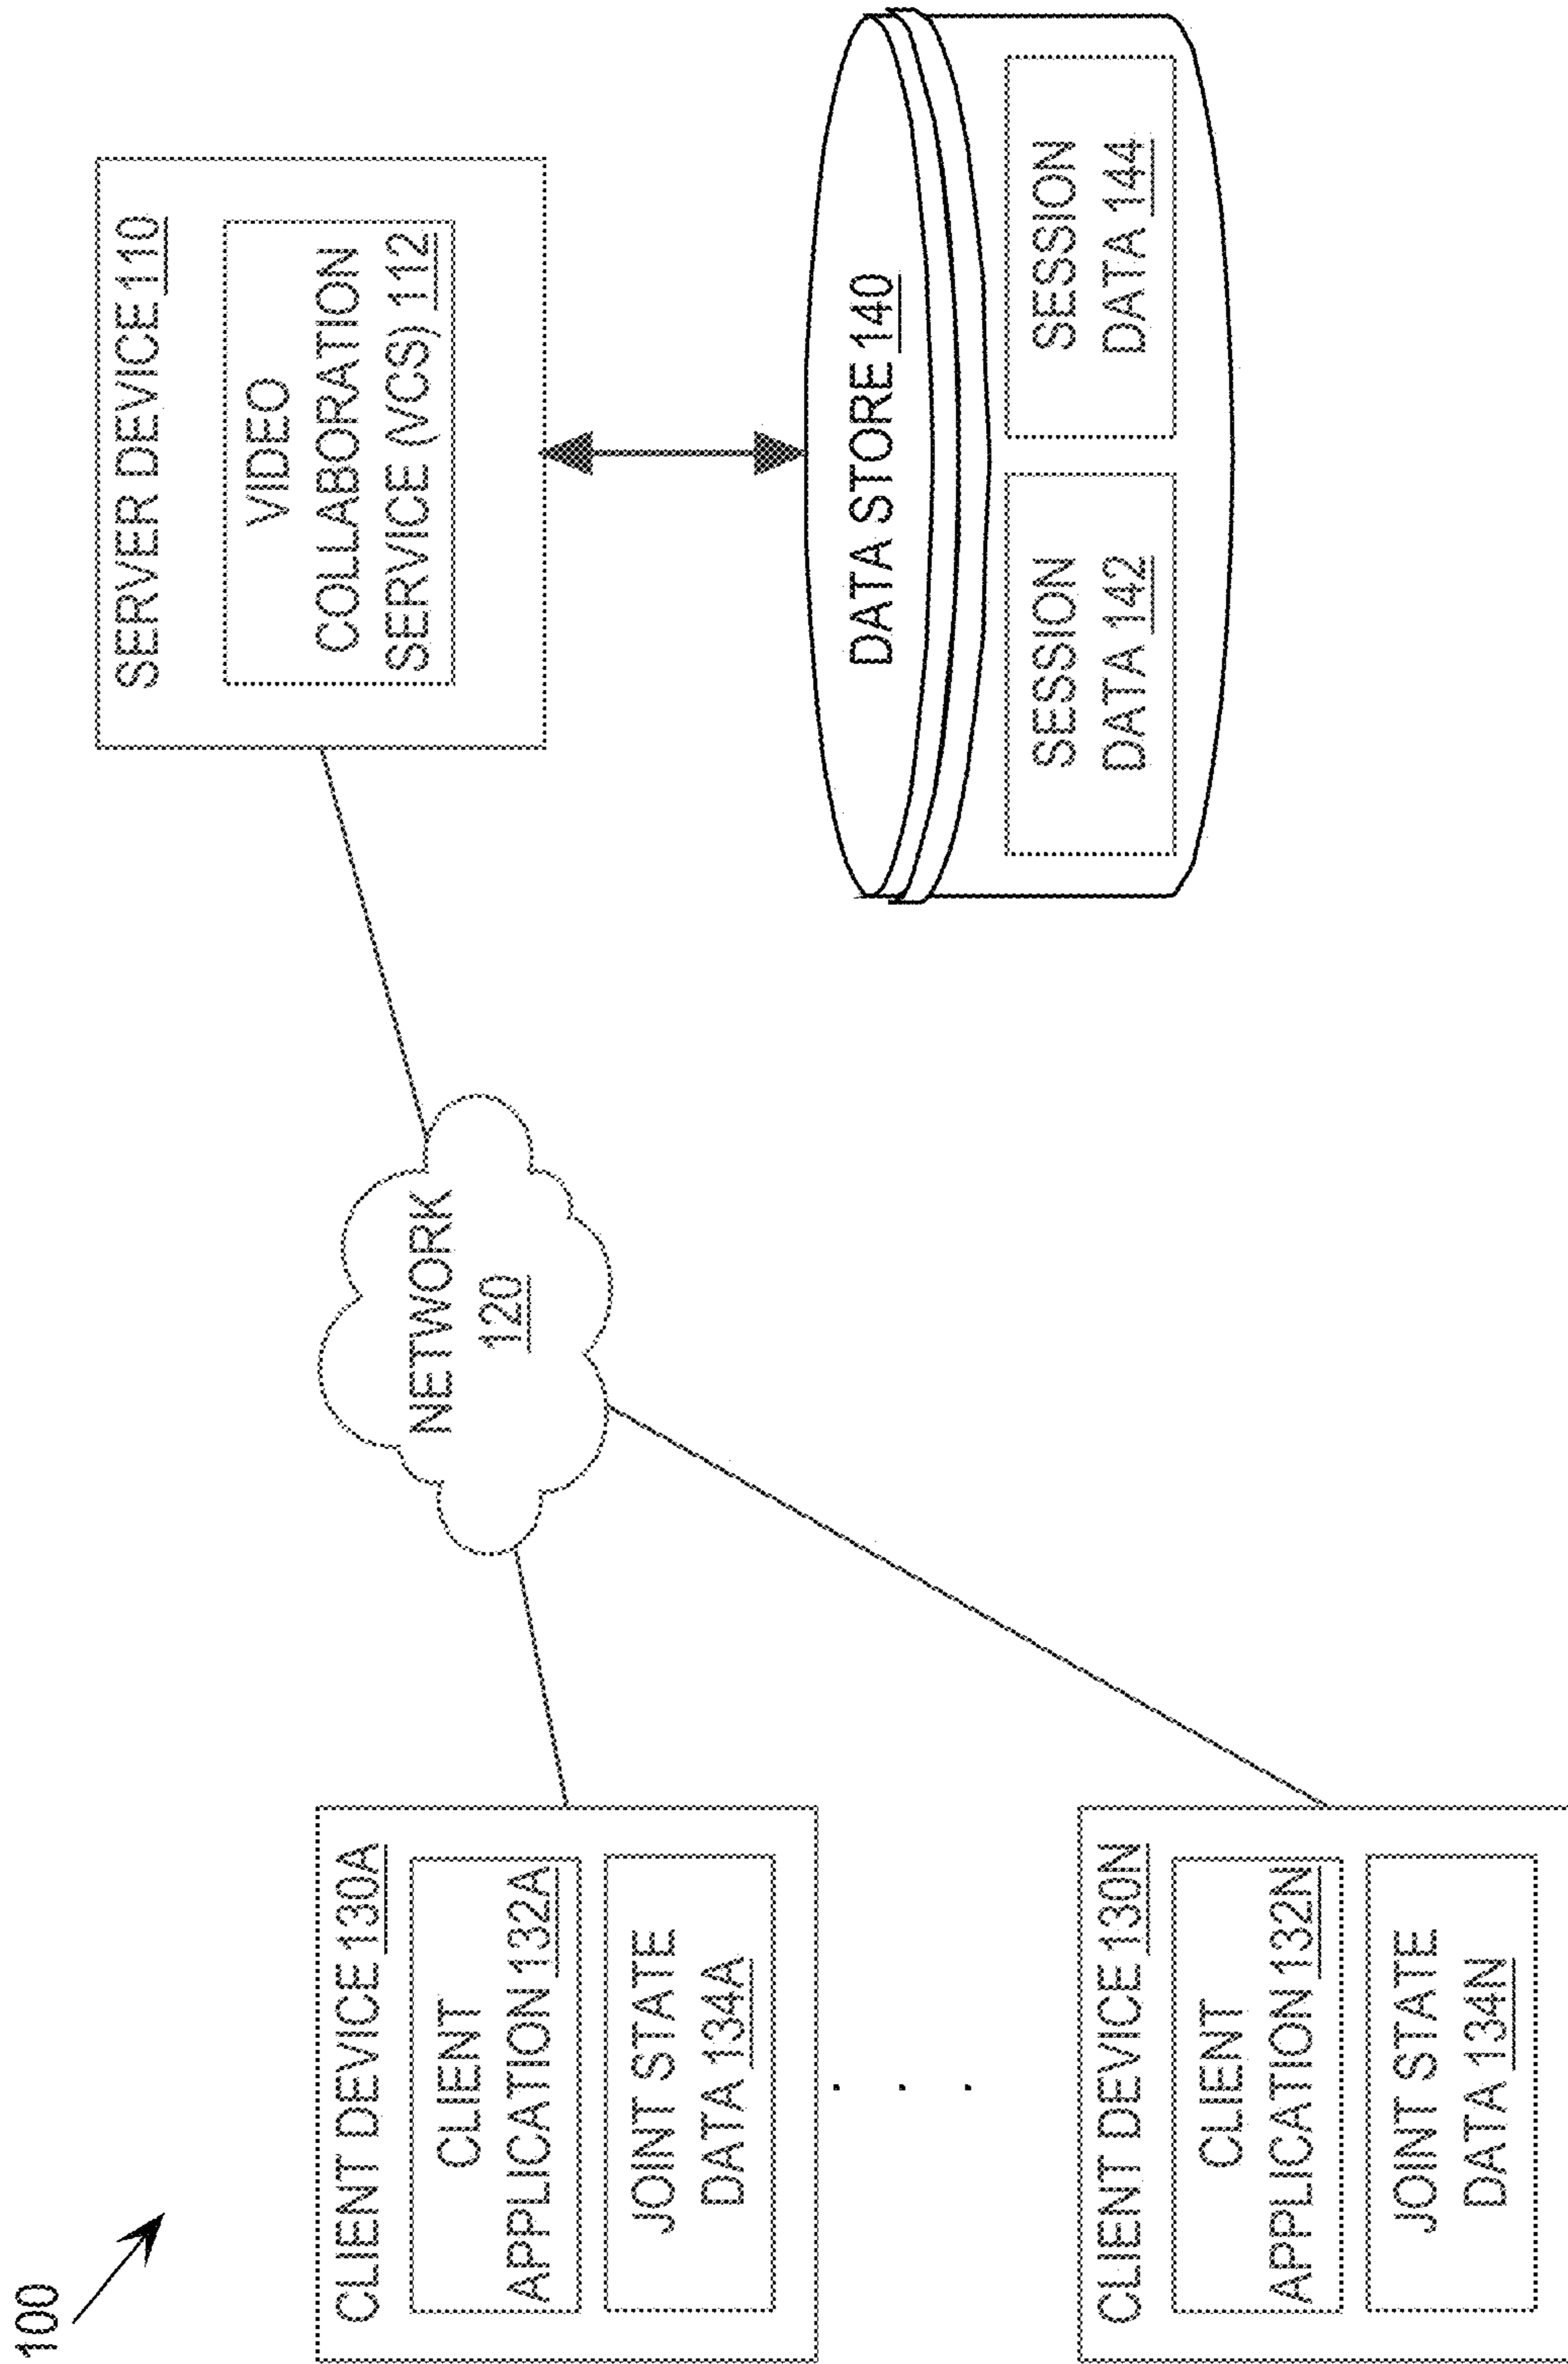 100
CLIENT DEVICE 130A
CLIENT
APPLICATION 132A
JOINT STATE
DATA 134A
. . .
CLIENT DEVICE 130N
CLIENT
APPLICATION 132N
JOINT STATE
DATA 134N
NETWORK
120
SERVER DEVICE 110
VIDEO
COLLABORATION
SERVICE (VCS) 112
DATA STORE 140
SESSION
DATA 142
SESSION
DATA 144